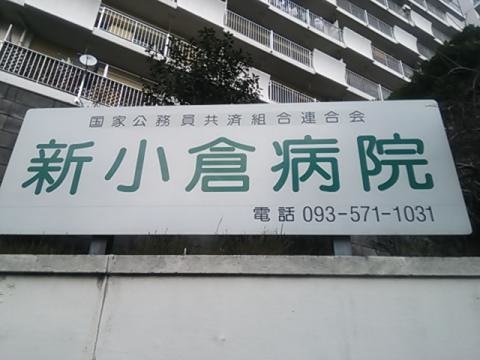 国家公務員共済組合連合会
新小倉病院
電話 093-571-1031